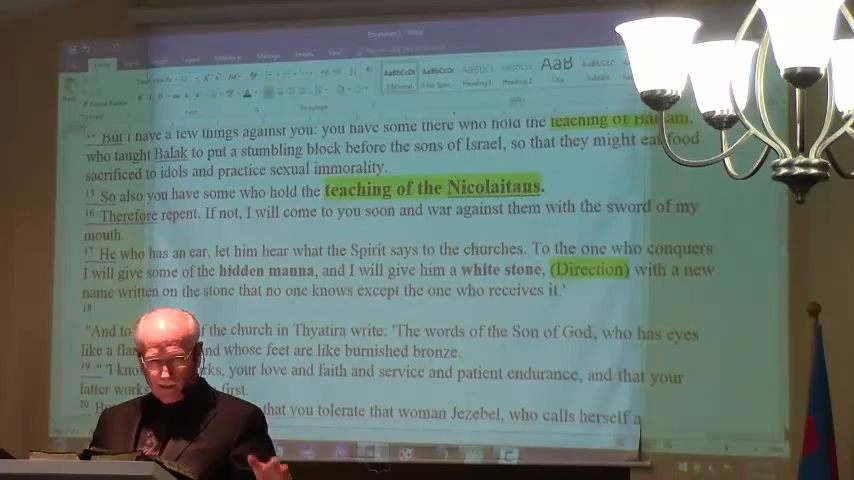 AaBbCcDc AaBbCcDc AaBbCc AaBbCcC AaB
14 But I have a few things against you: you have some there who hold the teaching of Balaam,
who taught Balak to put a stumbling block before the sons of Israel, so that they might eat food
sacrificed to idols and practice sexual immorality.
15 So also you have some who hold the teaching of the Nicolaitans.
16 Therefore repent. If not, I will come to you soon and war against them with the sword of my
mouth.
17 He who has an ear, let him hear what the Spirit says to the churches. To the one who conquers
I will give some of the hidden manna, and I will give him a white stone, (Direction) with a new
name written on the stone that no one knows except the one who receives it.'
18
"And to of the church in Thyatira write: 'The words of the Son of God, who has eyes
like a and whose feet are like burnished bronze.
19 "'I your love and faith and service and patient endurance, and that your
latter works first.
20 that you tolerate that woman Jezebel, who calls herself a